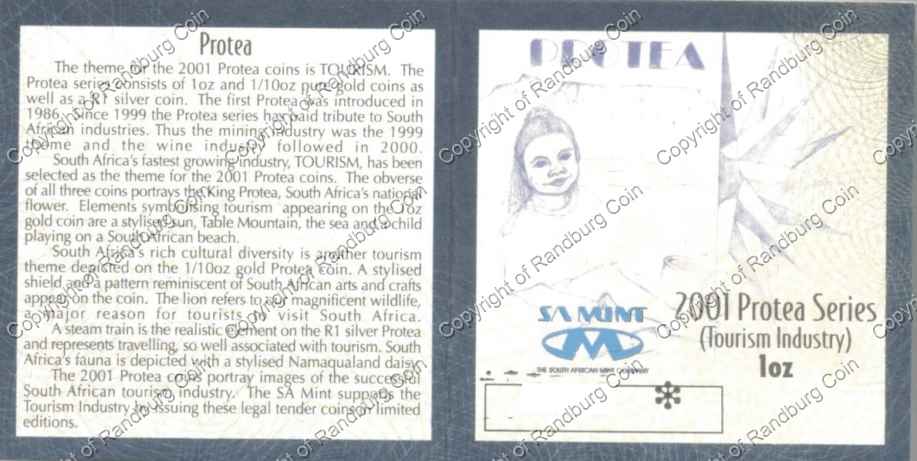 Protea
The theme for the 2001 Protea coins is TOURISM. The
Protea series consists of 1oz and 1/10oz pure gold coins as
well as a R1 silver coin. The first Protea was introduced in
1986. Since 1999 the Protea series has paid tribute to South
African industries. Thus the mining industry was the 1999
theme and the wine industry followed in 2000.
South Africa's fastest growing industry, TOURISM, has been
selected as the theme for the 2001 Protea coins. The obverse
of all three coins portrays the King Protea, South Africa's national
flower. Elements symbolising tourism appearing on the 1oz
gold coin are a stylised sun, Table Mountain, the sea and a child
playing on a South African beach.
South Africa's rich cultural diversity is another tourism
theme depicted on the 1/10oz gold Protea coin. A stylised
shield and a pattern reminiscent of South African arts and crafts
appear on the coin. The lion refers to our magnificent wildlife,
a major reason for tourists to visit South Africa.
A steam train is the realistic element on the R1 silver Protea
and represents travelling, so well associated with tourism. South
Africa's fauna is depicted with a stylised Namaqualand daisy.
The 2001 Protea coins portray images of the successful
South African tourism industry. The SA Mint supports the
Tourism Industry by issuing these legal tender coins in limited
editions.
PROTEA
SA MINT
THE SOUTH AFRICAN MINT COMPANY
2001 Protea Series
(Tourism Industry)
1oz
Copyright of Randburg Coin